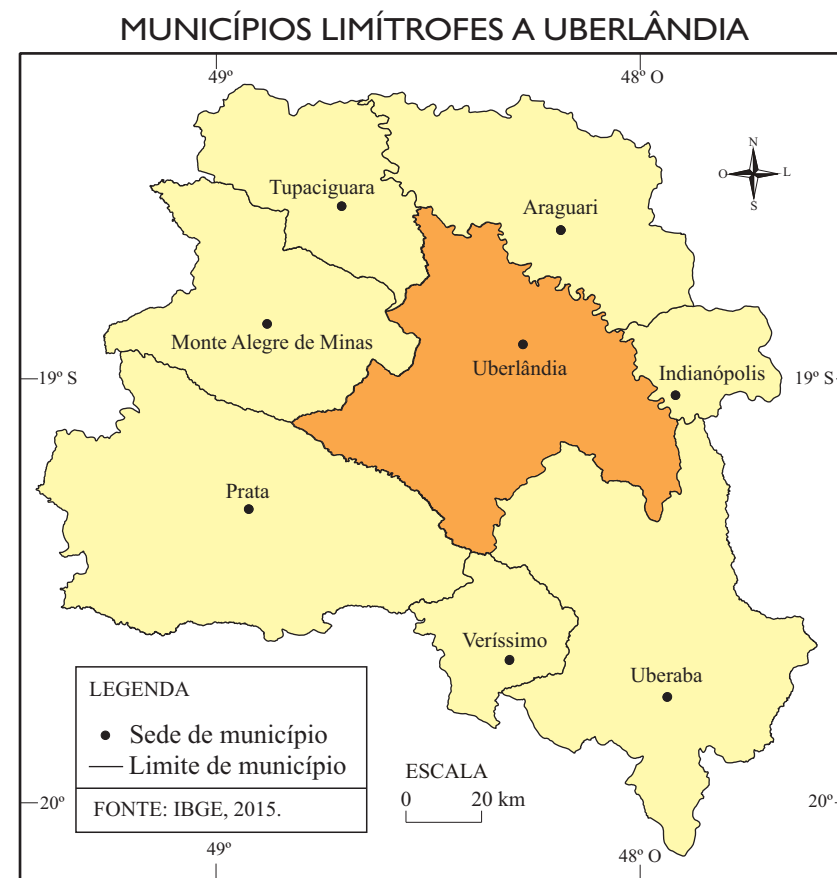 MUNICÍPIOS LIMÍTROFES A UBERLÂNDIA
49º
48º O
N
O
L
S
Tupaciguara
Araguari
Monte Alegre de Minas
Uberlândia
Indianópolis
19º S
19º S
Prata
Veríssimo
Uberaba
LEGENDA
Sede de município
Limite de município
FONTE: IBGE, 2015.
ESCALA
0 20 km
20º
20º
49º
48º O